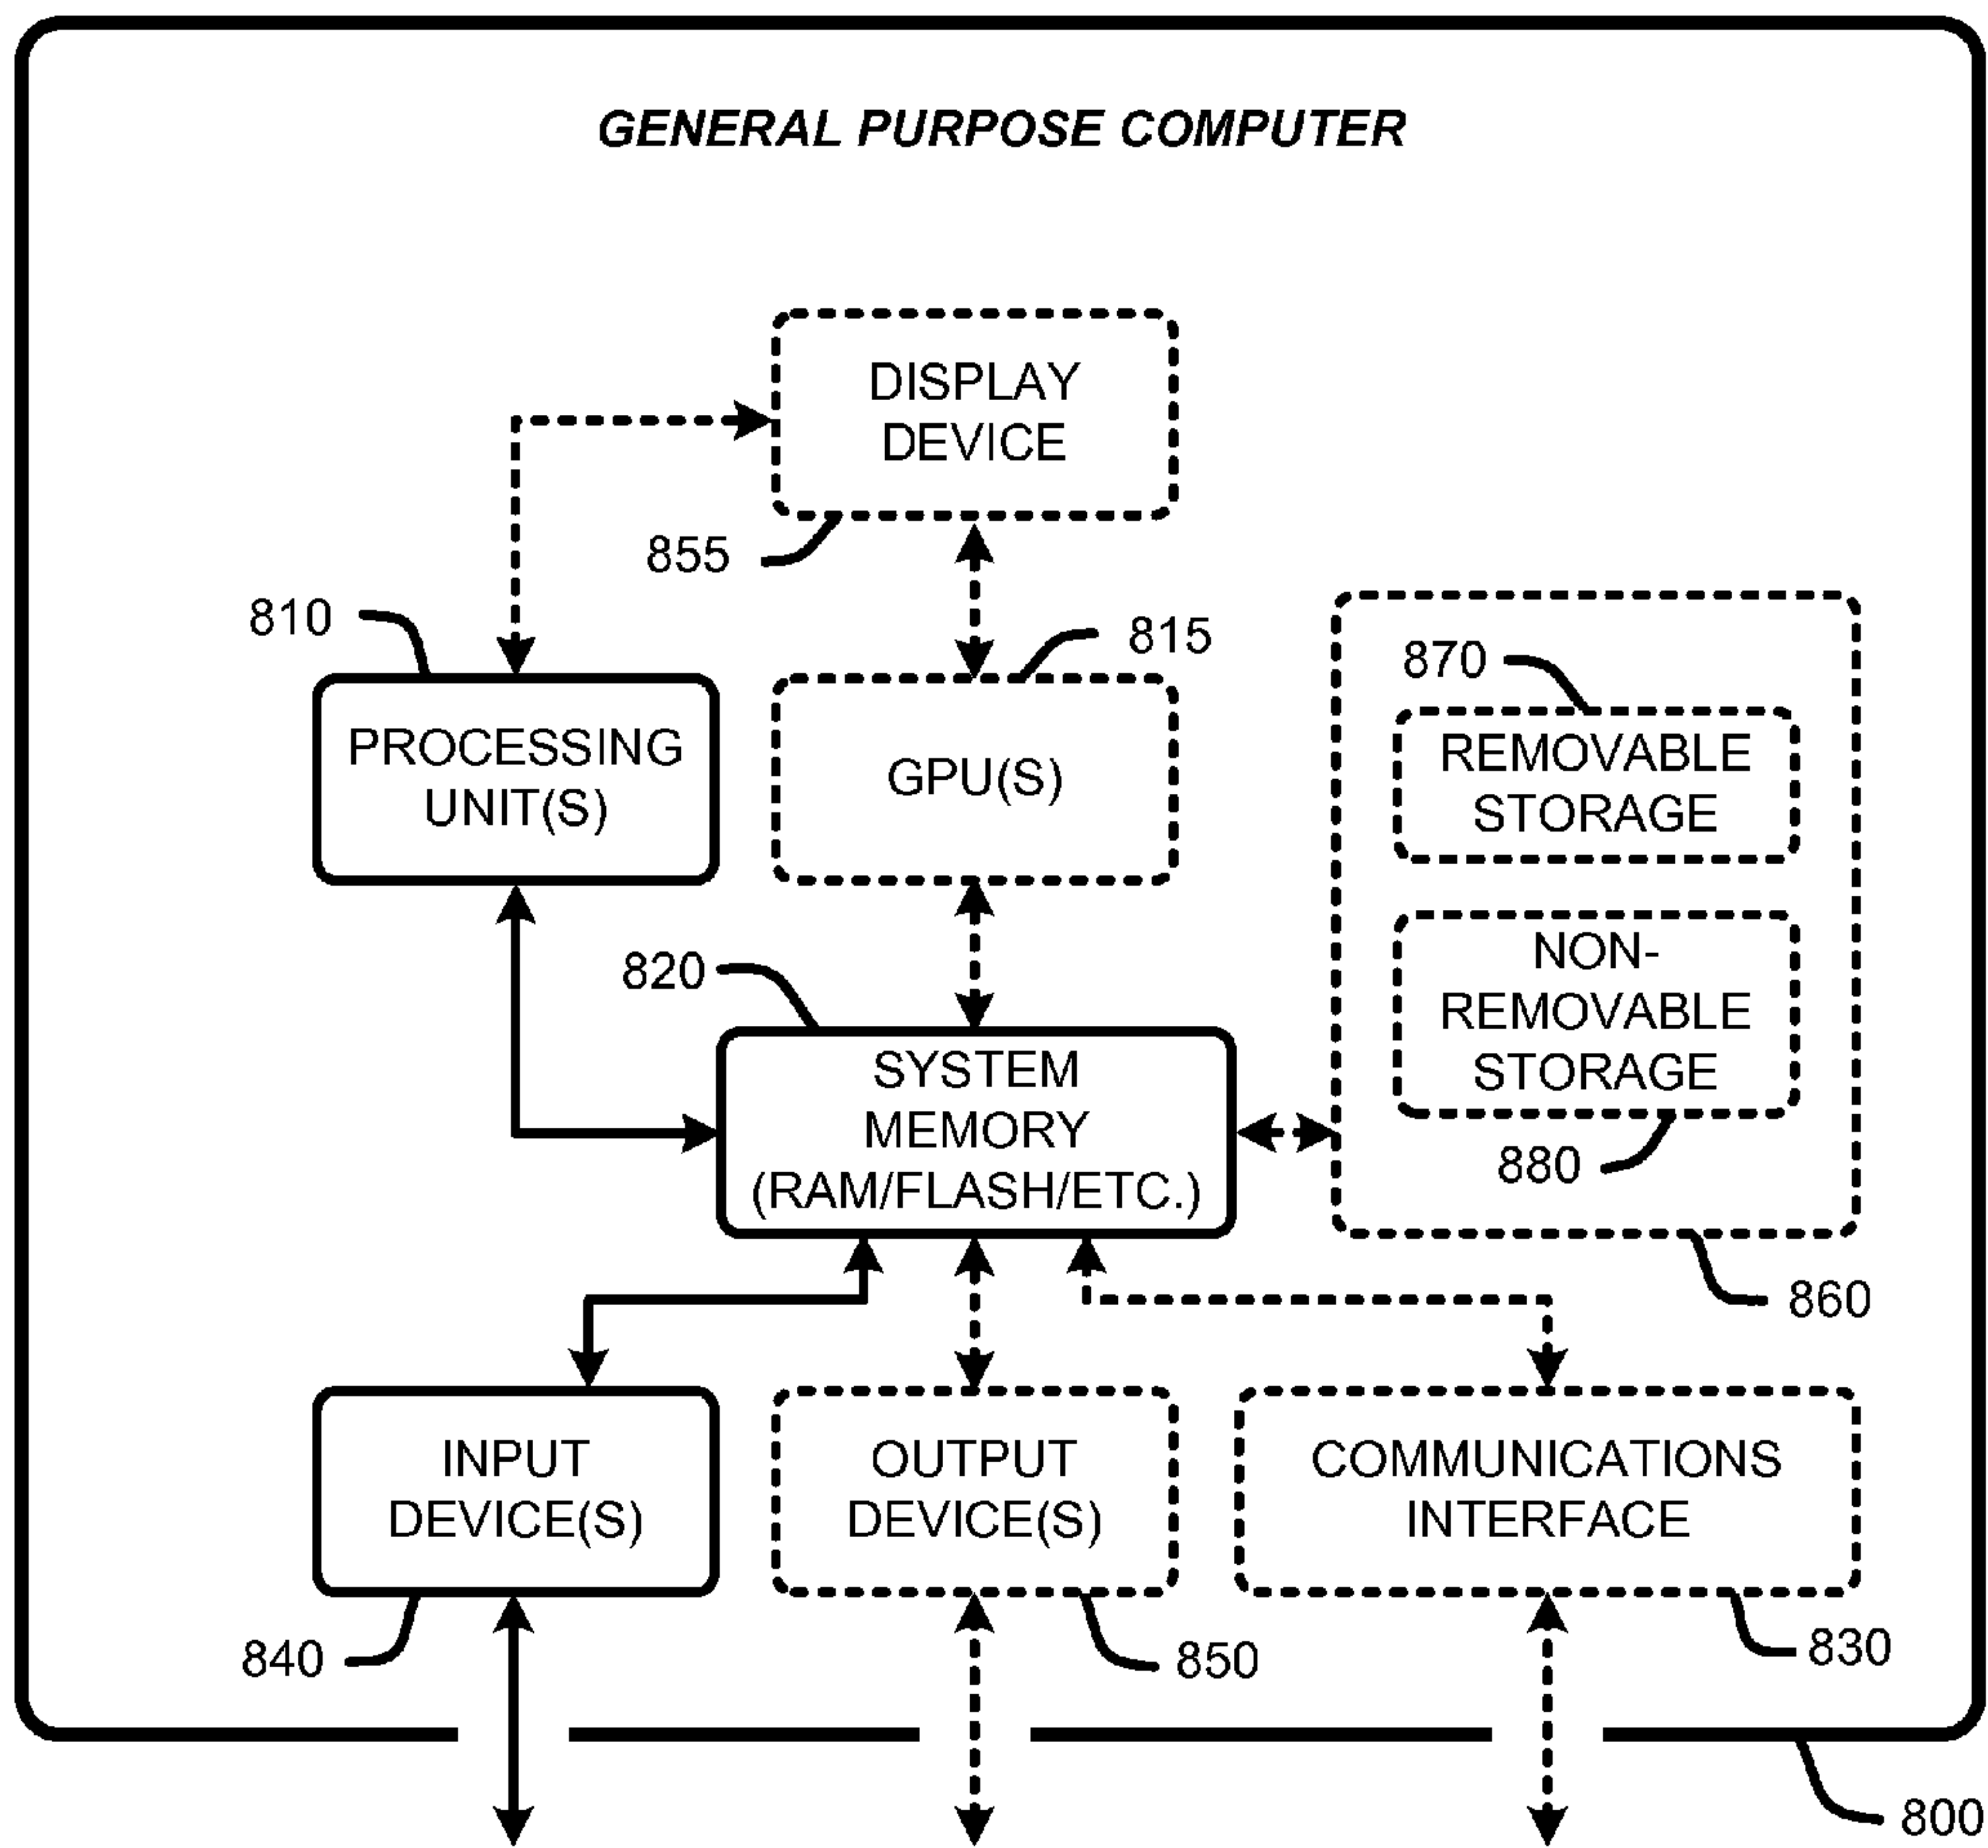 GENERAL PURPOSE COMPUTER
DISPLAY
DEVICE
855
810
815
PROCESSING
UNIT(S)
GPU(S)
870
REMOVABLE
STORAGE
NON-
REMOVABLE
STORAGE
880
820
SYSTEM
MEMORY
(RAM/FLASH/ETC.)
860
INPUT
DEVICE(S)
OUTPUT
DEVICE(S)
COMMUNICATIONS
INTERFACE
840
850
830
800